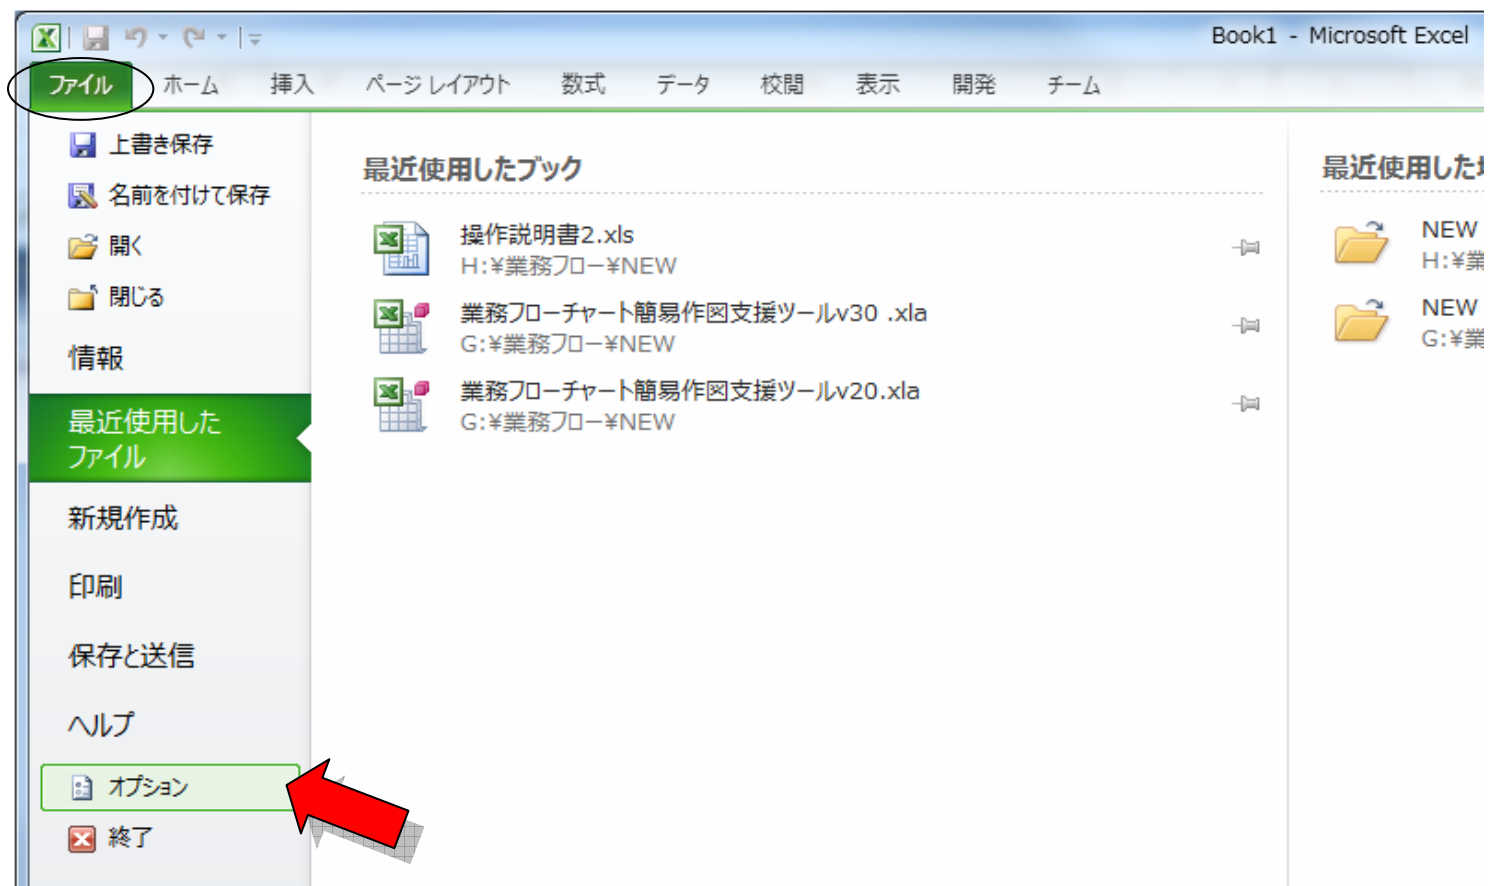 Book1 - Microsoft Excel
ファイル ホーム 挿入 ページ レイアウト 数式 データ 校閲 表示 開発 チーム
上書き保存
名前を付けて保存
開く
閉じる
情報
最近使用した
ファイル
新規作成
印刷
保存と送信
ヘルプ
オプション
終了
最近使用したブック
操作説明書2.xls
H:¥業務フロー¥NEW
業務フローチャート簡易作図支援ツールv30 .xla
G:¥業務フロー¥NEW
業務フローチャート簡易作図支援ツールv20.xla
G:¥業務フロー¥NEW
最近使用した
NEW
H:¥業
NEW
G:¥業